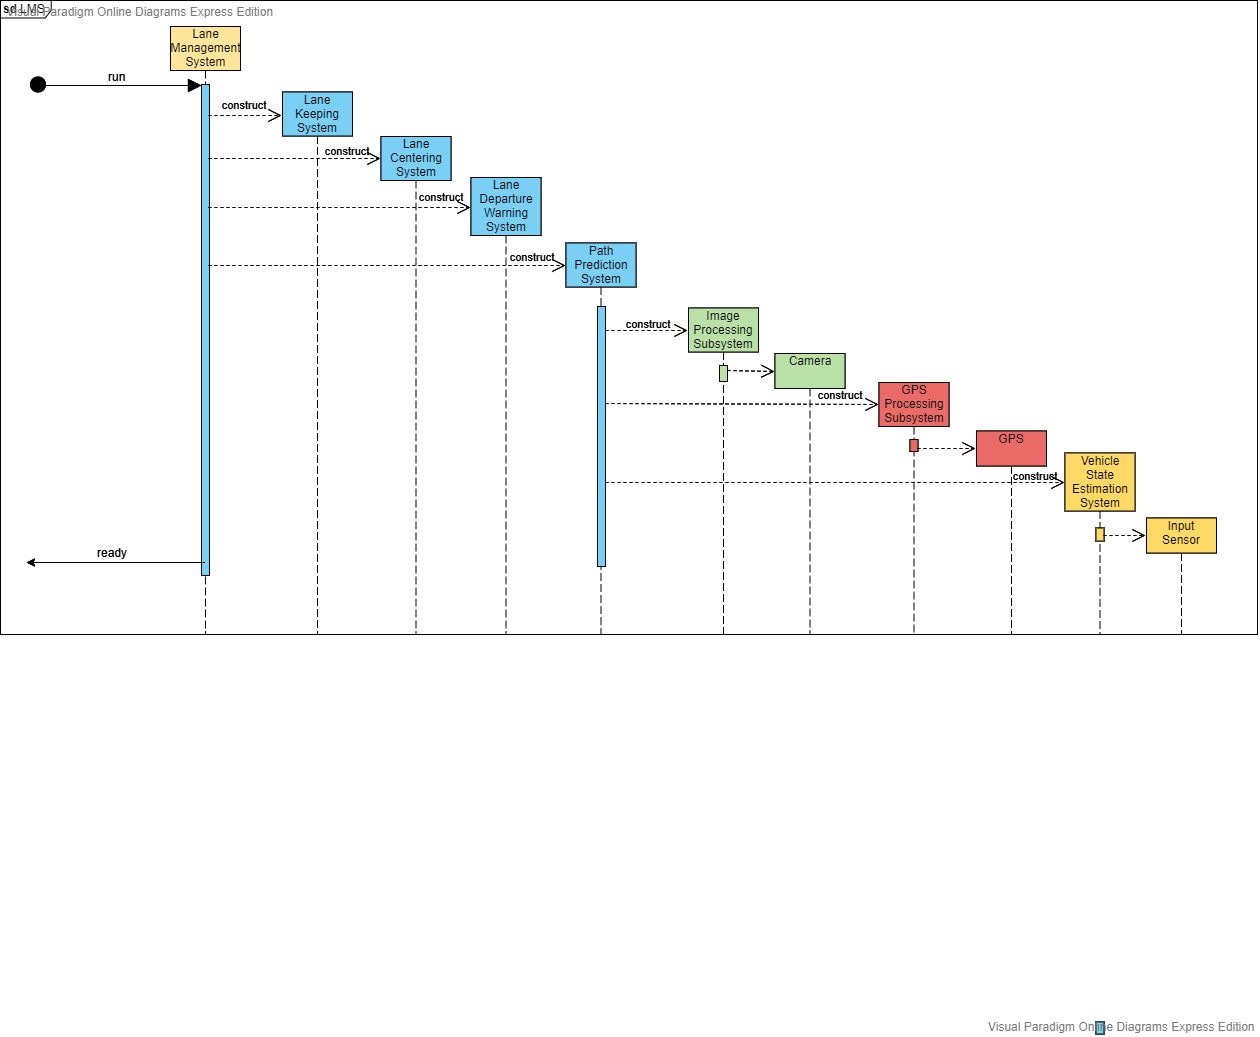 sd LMS
Visual Paradigm Online Diagrams Express Edition
Lane
Management
System
run
construct
Lane
Keeping
System
construct
Lane
Centering
System
construct
Lane
Departure
Warning
System
construct
Path
Prediction
System
construct
Image
Processing
Subsystem
Camera
construct
GPS
Processing
Subsystem
GPS
construct
Vehicle
State
Estimation
System
Input
Sensor
ready
Visual Paradigm Online Diagrams Express Edition